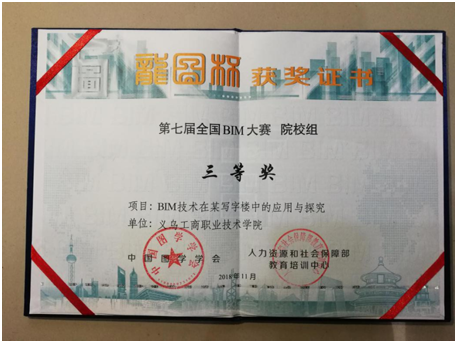 龍图杯 获奖证书
第七届全国BIM大赛 院校组
三等奖
项目：BIM技术在某写字楼中的应用与探究
单位：义乌工商职业技术学院
中国图学学会
人力资源和社会保障部
教育培训中心
2018年11月